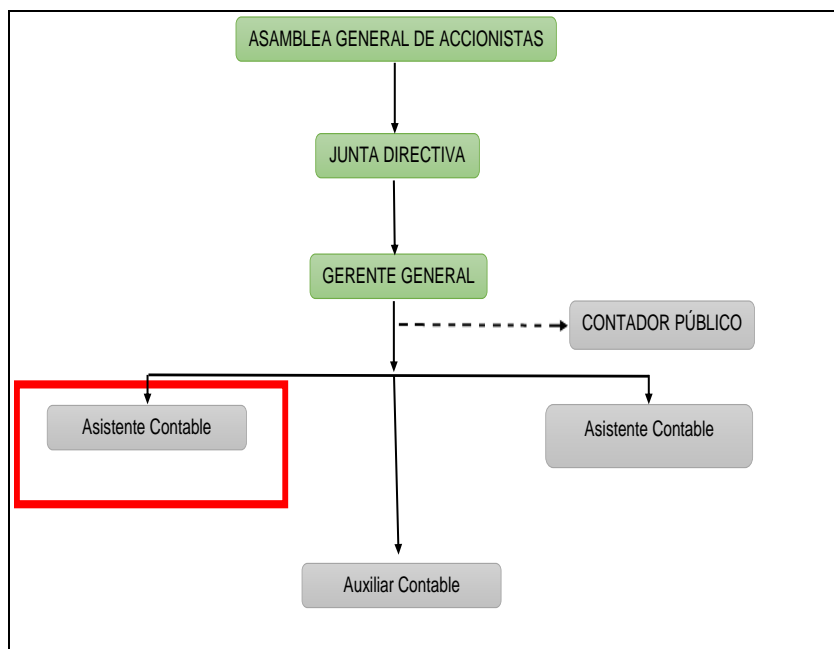 ASAMBLEA GENERAL DE ACCIONISTAS
JUNTA DIRECTIVA
GERENTE GENERAL
CONTADOR PÚBLICO
Asistente Contable
Asistente Contable
Auxiliar Contable